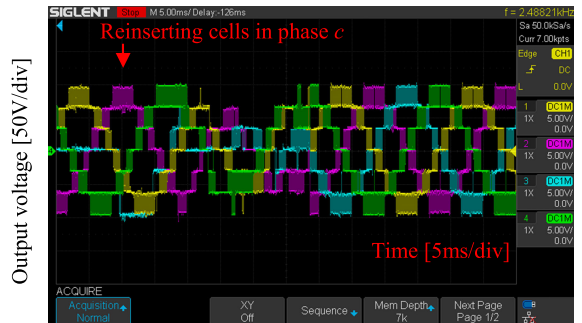 SIGLENT Stop M 5.00ms/ Delay:-126ms f = 2.48821kHz
Reinserting cells in phase c
Sa 50.0kSa/s
Curr 7.00kpts
Edge CH1
DC
L 0.0V
1 DC1M
1X 5.00V/
0.0V
2 DC1M
1X 5.00V/
0.0V
3 DC1M
1X 5.00V/
0.0V
4 DC1M
1X 5.00V/
0.0V
Output voltage [50V/div]
Time [5ms/div]
ACQUIRE
Acquisition
Normal
XY
Off
Sequence
Mem Depth
7k
Next Page
Page 1/2